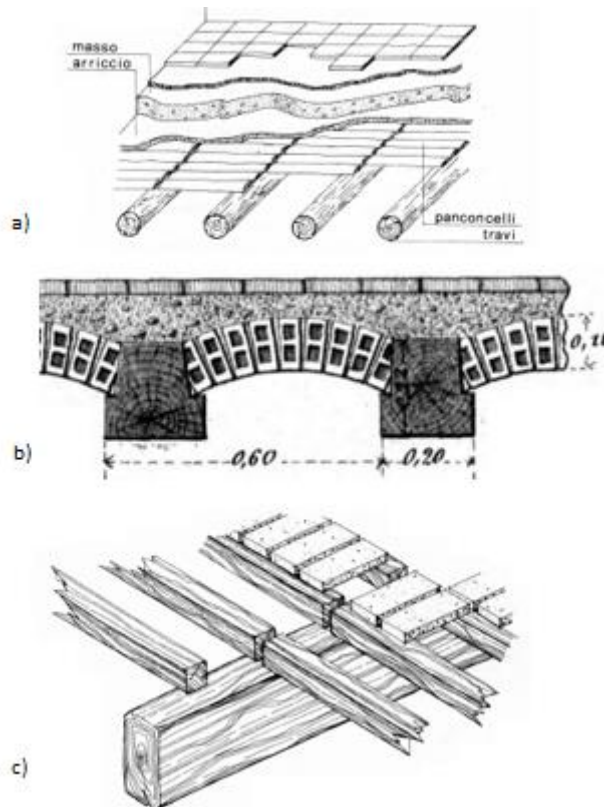 masso
arriccio
panconcelli
travi
a)
0,60
0,20
b)
c)